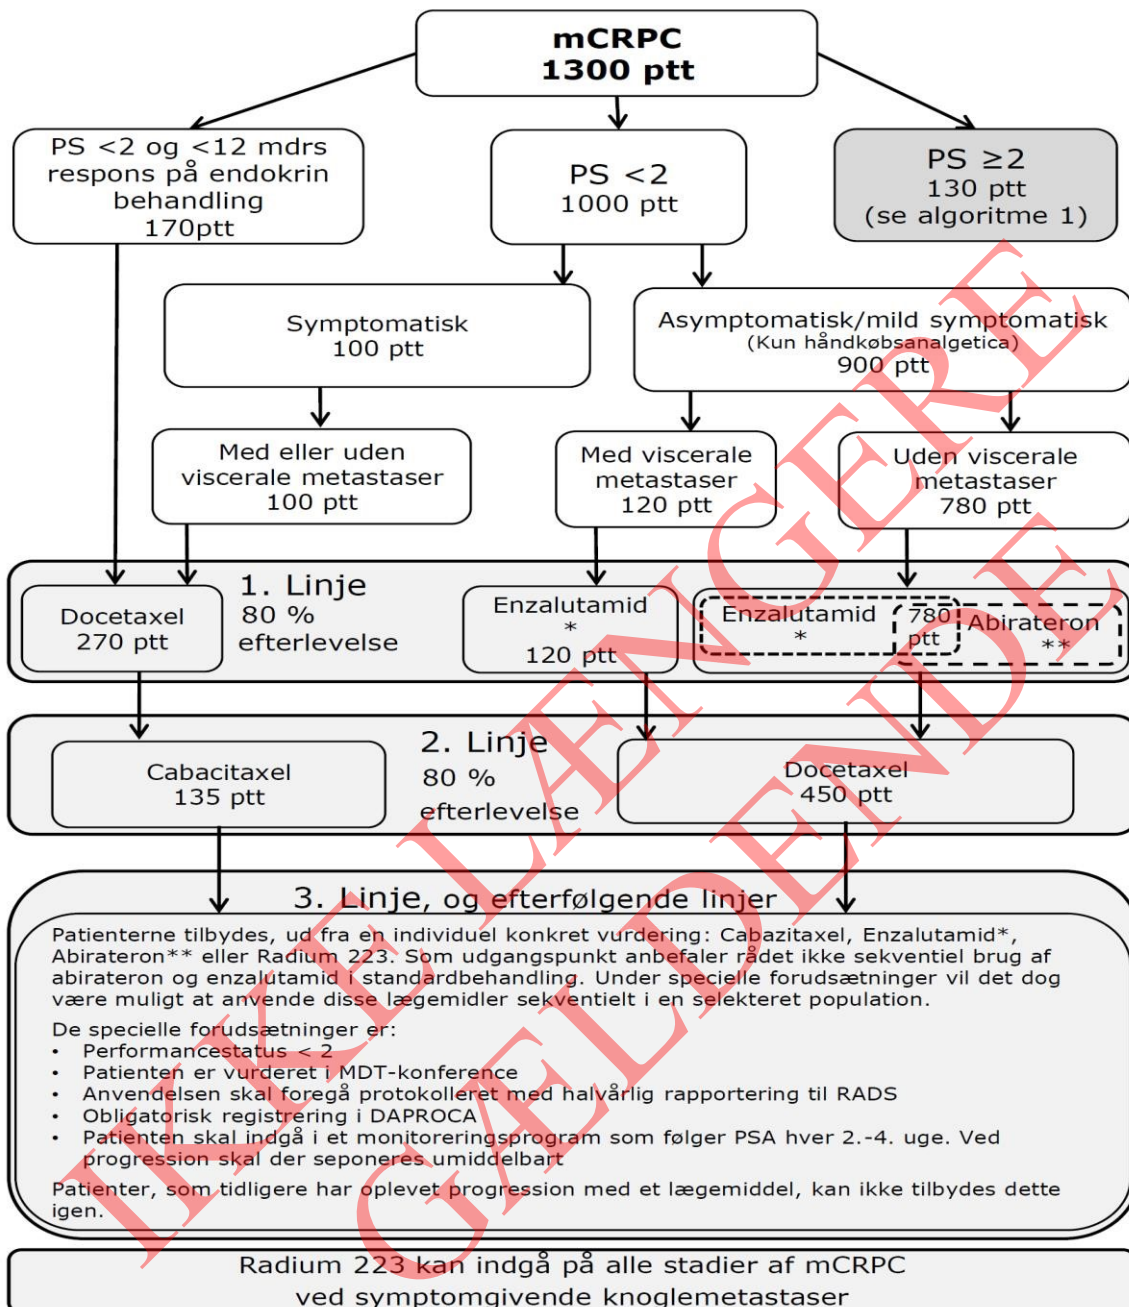 mCRPC
1300 ptt
PS <2 og <12 mdrs
respons på endokrin
behandling
170ptt
PS <2
1000 ptt
PS ≥2
130 ptt
(se algoritme 1)
Symptomatisk
100 ptt
Asymptomatisk/mild symptomatisk
(Kun håndkøbsanalgetica)
900 ptt
Med eller uden
viscerale metastaser
100 ptt
Med viscerale
metastaser
120 ptt
Uden viscerale
metastaser
780 ptt
1. Linje
80 %
efterlevelse
Docetaxel
270 ptt
Enzalutamid
*
120 ptt
Enzalutamid
*
780
ptt
Abirateron
**
2. Linje
80 %
efterlevelse
Cabacitaxel
135 ptt
Docetaxel
450 ptt
3. Linje, og efterfølgende linjer
Patienterne tilbydes, ud fra en individuel konkret vurdering: Cabazitaxel, Enzalutamid*,
Abirateron** eller Radium 223. Som udgangspunkt anbefaler rådet ikke sekventiel brug af
abirateron og enzalutamid i standardbehandling. Under specielle forudsætninger vil det dog
være muligt at anvende disse lægemidler sekventielt i en selekteret population.
De specielle forudsætninger er:
• Performancestatus < 2
• Patienten er vurderet i MDT-konference
• Anvendelsen skal foregå protokolleret med halvårlig rapportering til RADS
• Obligatorisk registrering i DAPROCA
• Patienten skal indgå i et monitoreringsprogram som følger PSA hver 2.-4. uge. Ved
progression skal der seponeres umiddelbart
Patienter, som tidligere har oplevet progression med et lægemiddel, kan ikke tilbydes dette
igen.
Radium 223 kan indgå på alle stadier af mCRPC
ved symptomgivende knoglemetastaser
IKKE LÆNGERE
GÆLDENDE